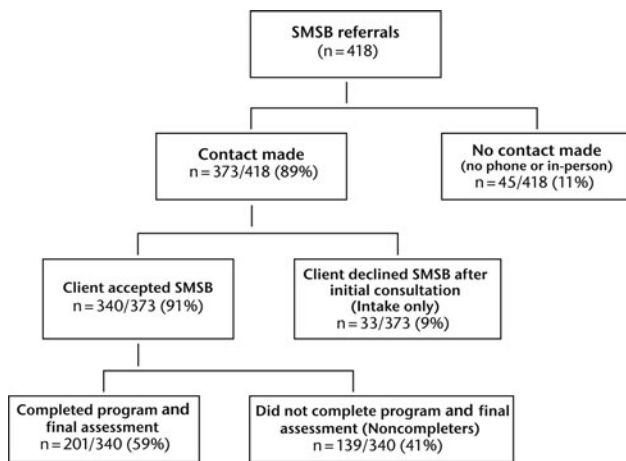 SMSB referrals
(n = 418)
Contact made
n = 373/418 (89%)
No contact made
(no phone or in-person)
n = 45/418 (11%)
Client accepted SMSB
n = 340/373 (91%)
Client declined SMSB after
initial consultation
(Intake only)
n = 33/373 (9%)
Completed program and
final assessment
n = 201/340 (59%)
Did not complete program and final
assessment (Noncompleters)
n = 139/340 (41%)